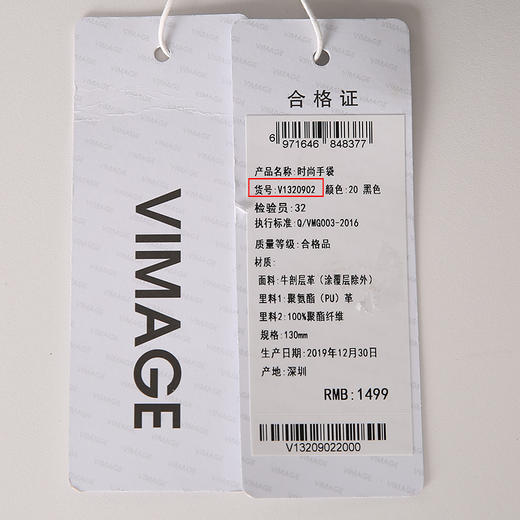 VIMAGE
合格证
6 971646 848377
产品名称:时尚手袋
货号:V1320902 颜色:20 黑色
检验员:32
执行标准:Q/VMG003-2016
质量等级:合格品
材质:
面料:牛剖层革（涂覆层除外）
里料1:聚氨酯（PU）革
里料2:100%聚酯纤维
规格:130mm
生产日期:2019年12月30日
产地:深圳
RMB:1499
V13209022000